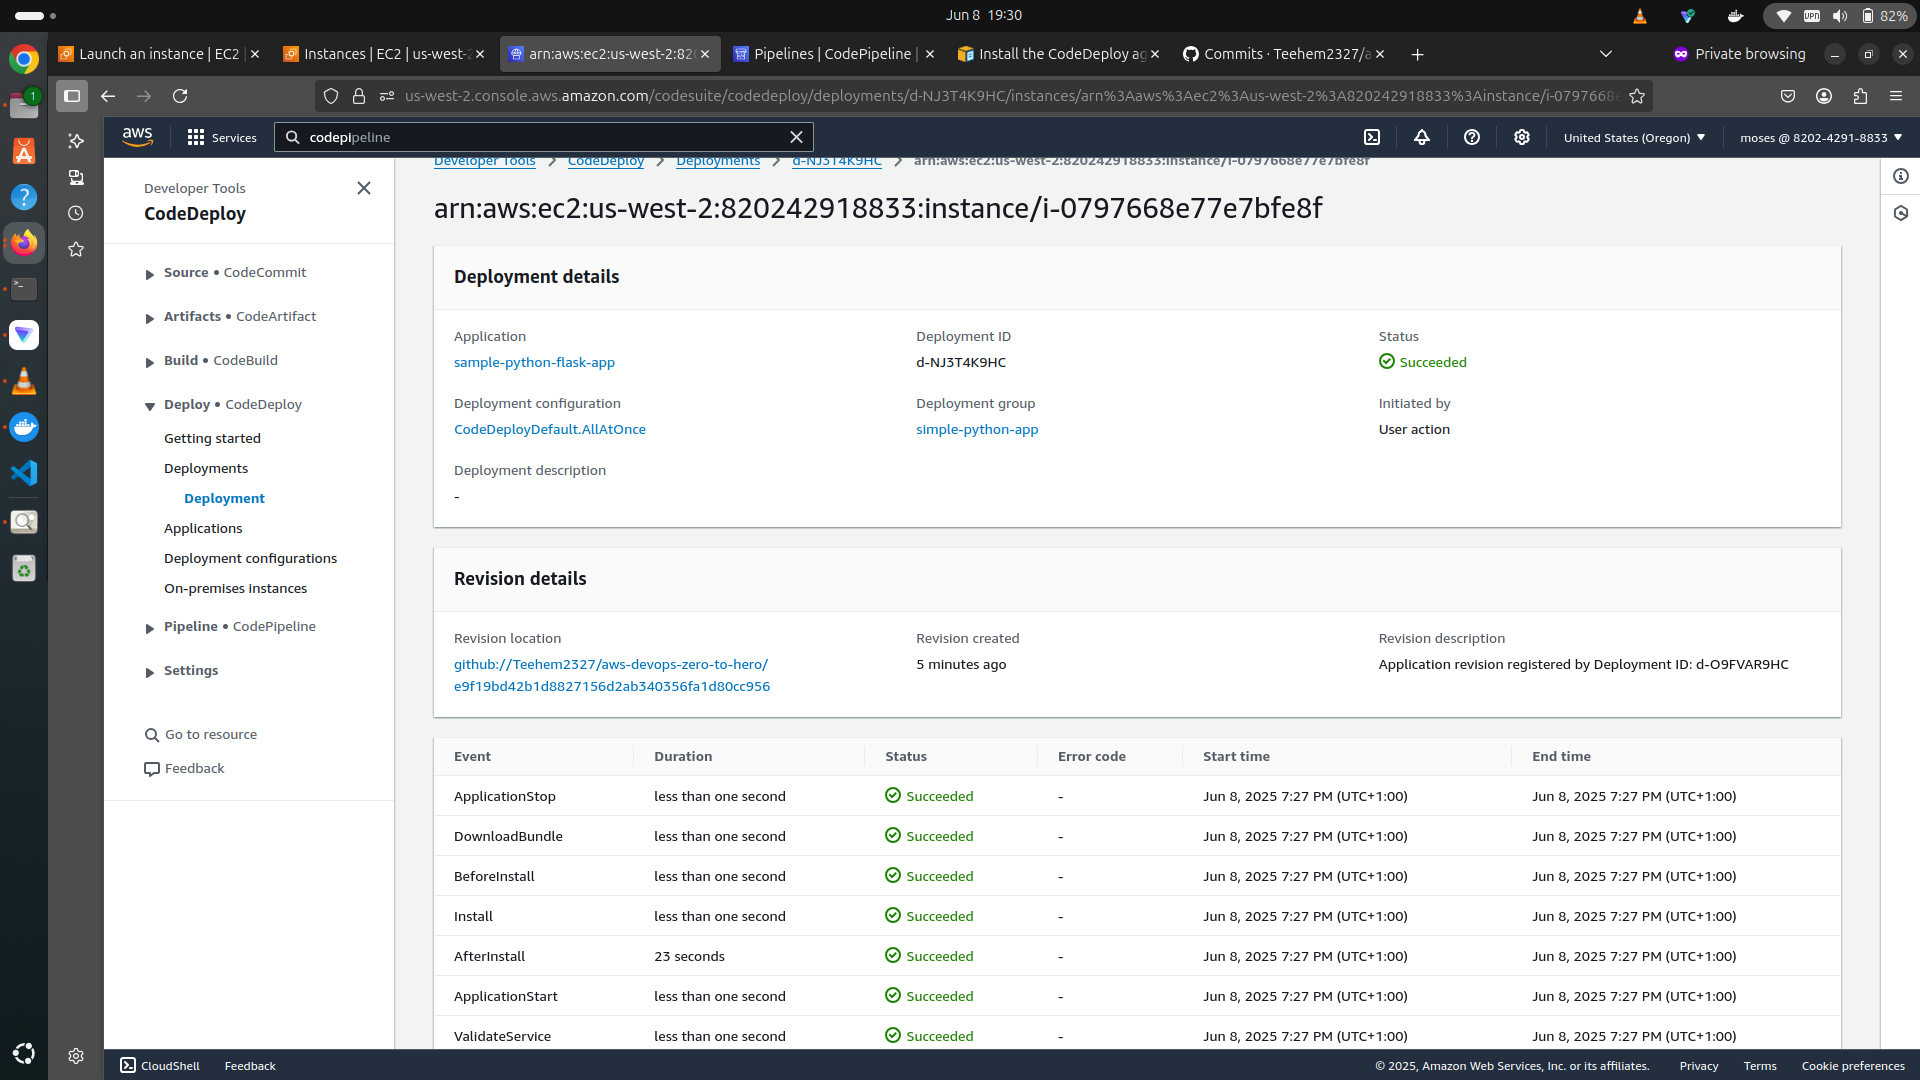 Jun 8 19:30
82%
Launch an instance | EC2 |
Instances | EC2 | us-west-2
arn:aws:ec2:us-west-2:820
Pipelines | CodePipeline |
Install the CodeDeploy ag
Commits · Teehem2327/a
Private browsing
us-west-2.console.aws.amazon.com/codesuite/codedeploy/deployments/d-NJ3T4K9HC/instances/arn%3Aaws%3Aec2%3Aus-west-2%3A820242918833%3Ainstance/i-0797668e
aws
Services
codepipeline
United States (Oregon)
moses @ 8202-4291-8833
Developer Tools
CodeDeploy
Deployments
d-NJ3T4K9HC
arn:aws:ec2:us-west-2:820242918833:instance/i-0797668e77e7bfe8f
Developer Tools
CodeDeploy
Source • CodeCommit
Artifacts • CodeArtifact
Build • CodeBuild
Deploy • CodeDeploy
Getting started
Deployments
Deployment
Applications
Deployment configurations
On-premises instances
Pipeline • CodePipeline
Settings
Go to resource
Feedback
arn:aws:ec2:us-west-2:820242918833:instance/i-0797668e77e7bfe8f
Deployment details
Application
sample-python-flask-app
Deployment ID
d-NJ3T4K9HC
Status
Succeeded
Deployment configuration
CodeDeployDefault.AllAtOnce
Deployment group
simple-python-app
Initiated by
User action
Deployment description
-
Revision details
Revision location
github://Teehem2327/aws-devops-zero-to-hero/
e9f19bd42b1d8827156d2ab340356fa1d80cc956
Revision created
5 minutes ago
Revision description
Application revision registered by Deployment ID: d-O9FVAR9HC
Event Duration Status Error code Start time End time
ApplicationStop less than one second Succeeded - Jun 8, 2025 7:27 PM (UTC+1:00) Jun 8, 2025 7:27 PM (UTC+1:00)
DownloadBundle less than one second Succeeded - Jun 8, 2025 7:27 PM (UTC+1:00) Jun 8, 2025 7:27 PM (UTC+1:00)
BeforeInstall less than one second Succeeded - Jun 8, 2025 7:27 PM (UTC+1:00) Jun 8, 2025 7:27 PM (UTC+1:00)
Install less than one second Succeeded - Jun 8, 2025 7:27 PM (UTC+1:00) Jun 8, 2025 7:27 PM (UTC+1:00)
AfterInstall 23 seconds Succeeded - Jun 8, 2025 7:27 PM (UTC+1:00) Jun 8, 2025 7:27 PM (UTC+1:00)
ApplicationStart less than one second Succeeded - Jun 8, 2025 7:27 PM (UTC+1:00) Jun 8, 2025 7:27 PM (UTC+1:00)
ValidateService less than one second Succeeded - Jun 8, 2025 7:27 PM (UTC+1:00) Jun 8, 2025 7:27 PM (UTC+1:00)
CloudShell
Feedback
© 2025, Amazon Web Services, Inc. or its affiliates.
Privacy
Terms
Cookie preferences